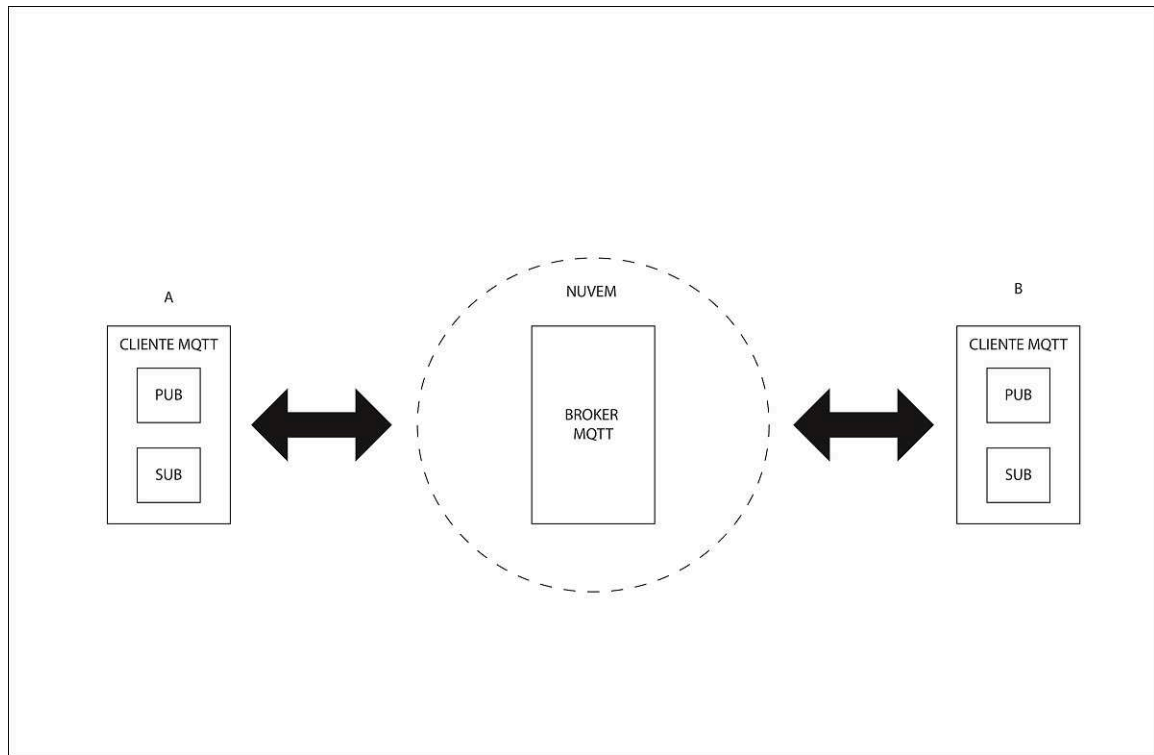 A
CLIENTE MQTT
PUB
SUB
NUVEM
BROKER
MQTT
B
CLIENTE MQTT
PUB
SUB